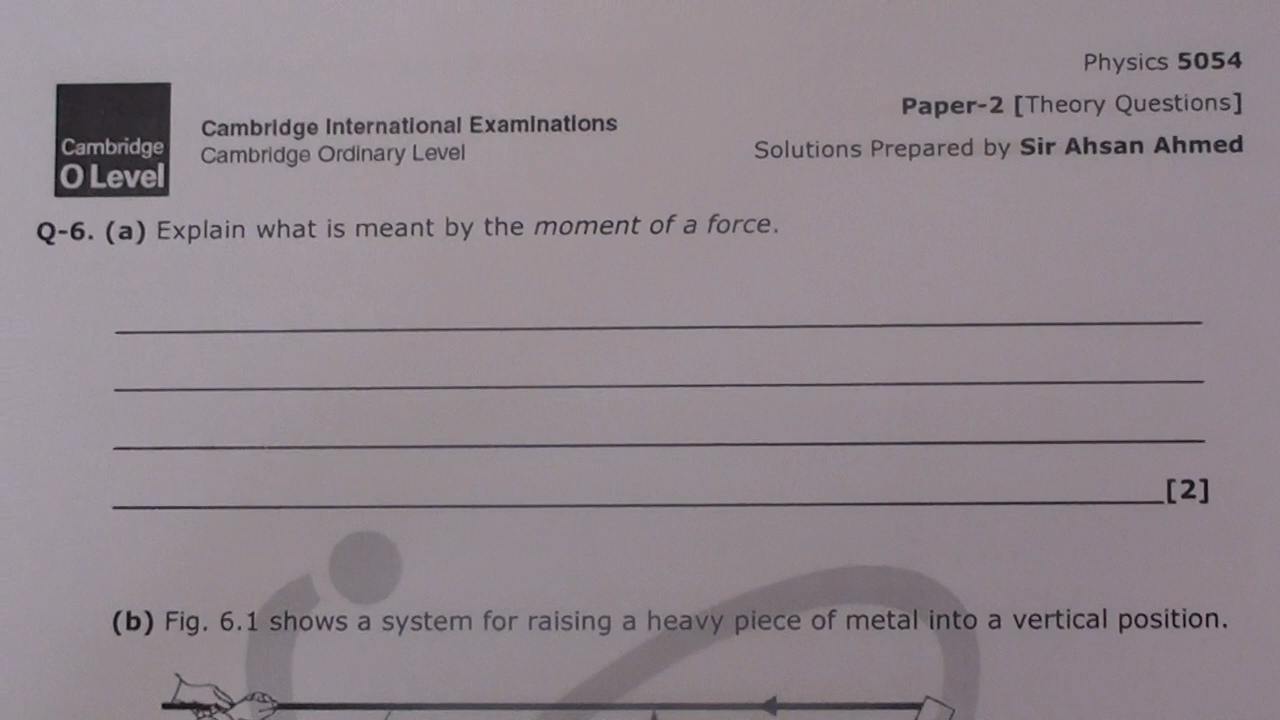 Physics 5054
Paper-2 [Theory Questions]
Solutions Prepared by Sir Ahsan Ahmed
Cambridge
O Level
Cambridge International Examinations
Cambridge Ordinary Level
Q-6. (a) Explain what is meant by the moment of a force.
[2]
(b) Fig. 6.1 shows a system for raising a heavy piece of metal into a vertical position.